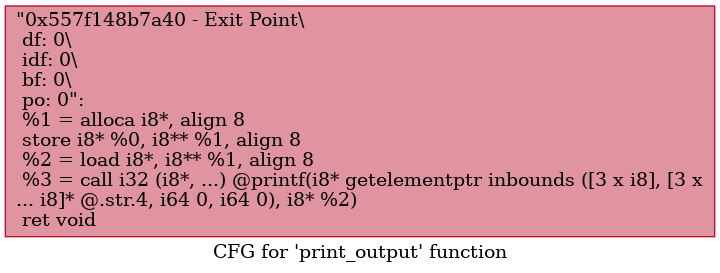 "0x557f148b7a40 - Exit Point\
df: 0\
idf: 0\
bf: 0\
po: 0":
%1 = alloca i8*, align 8
store i8* %0, i8** %1, align 8
%2 = load i8*, i8** %1, align 8
%3 = call i32 (i8*, ...) @printf(i8* getelementptr inbounds ([3 x i8], [3 x
... i8]* @.str.4, i64 0, i64 0), i8* %2)
ret void
CFG for 'print_output' function